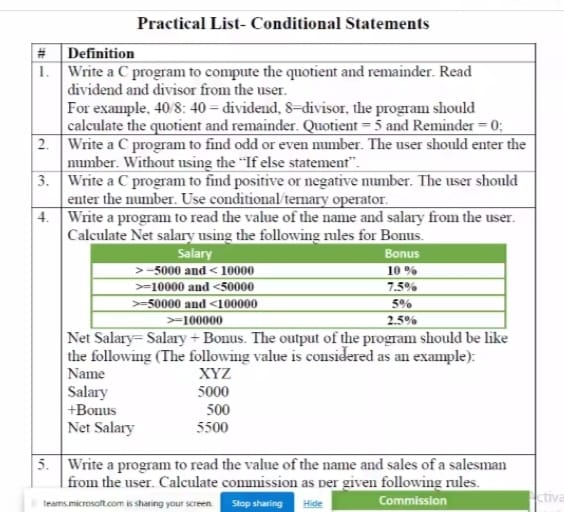 Practical List- Conditional Statements
# Definition
1. Write a C program to compute the quotient and remainder. Read
dividend and divisor from the user.
For example, 40/8: 40 = dividend, 8=divisor, the program should
calculate the quotient and remainder. Quotient = 5 and Reminder = 0;
2. Write a C program to find odd or even number. The user should enter the
number. Without using the “If else statement”.
3. Write a C program to find positive or negative number. The user should
enter the number. Use conditional/ternary operator.
4. Write a program to read the value of the name and salary from the user.
Calculate Net salary using the following rules for Bonus.
Salary Bonus
>=5000 and < 10000 10 %
>=10000 and <50000 7.5%
>=50000 and <100000 5%
>=100000 2.5%
Net Salary= Salary + Bonus. The output of the program should be like
the following (The following value is considered as an example):
Name XYZ
Salary 5000
+Bonus 500
Net Salary 5500
5. Write a program to read the value of the name and sales of a salesman
from the user. Calculate commission as per given following rules.
teams.microsoft.com is sharing your screen. Stop sharing Hide Commission ctiva